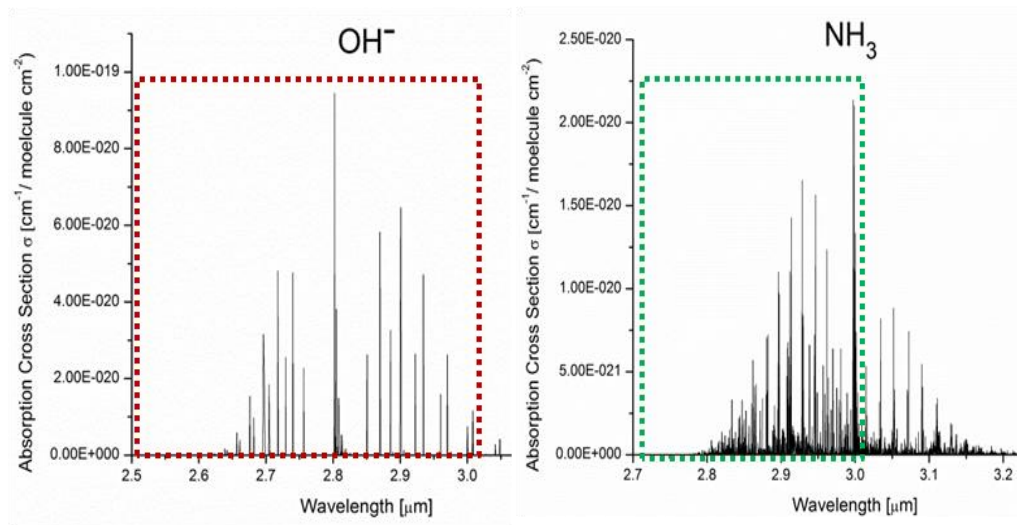 OH⁻
Absorption Cross Section σ [cm⁻¹/ moelcule cm⁻²)
1.00E-019
8.00E-020
6.00E-020
4.00E-020
2.00E-020
0.00E+000
2.5 2.6 2.7 2.8 2.9 3.0
Wavelength [μm]
NH₃
Absorption Cross Section σ [cm⁻¹/ moelcule cm⁻²)
2.50E-020
2.00E-020
1.50E-020
1.00E-020
5.00E-021
0.00E+000
2.7 2.8 2.9 3.0 3.1 3.2
Wavelength [μm]